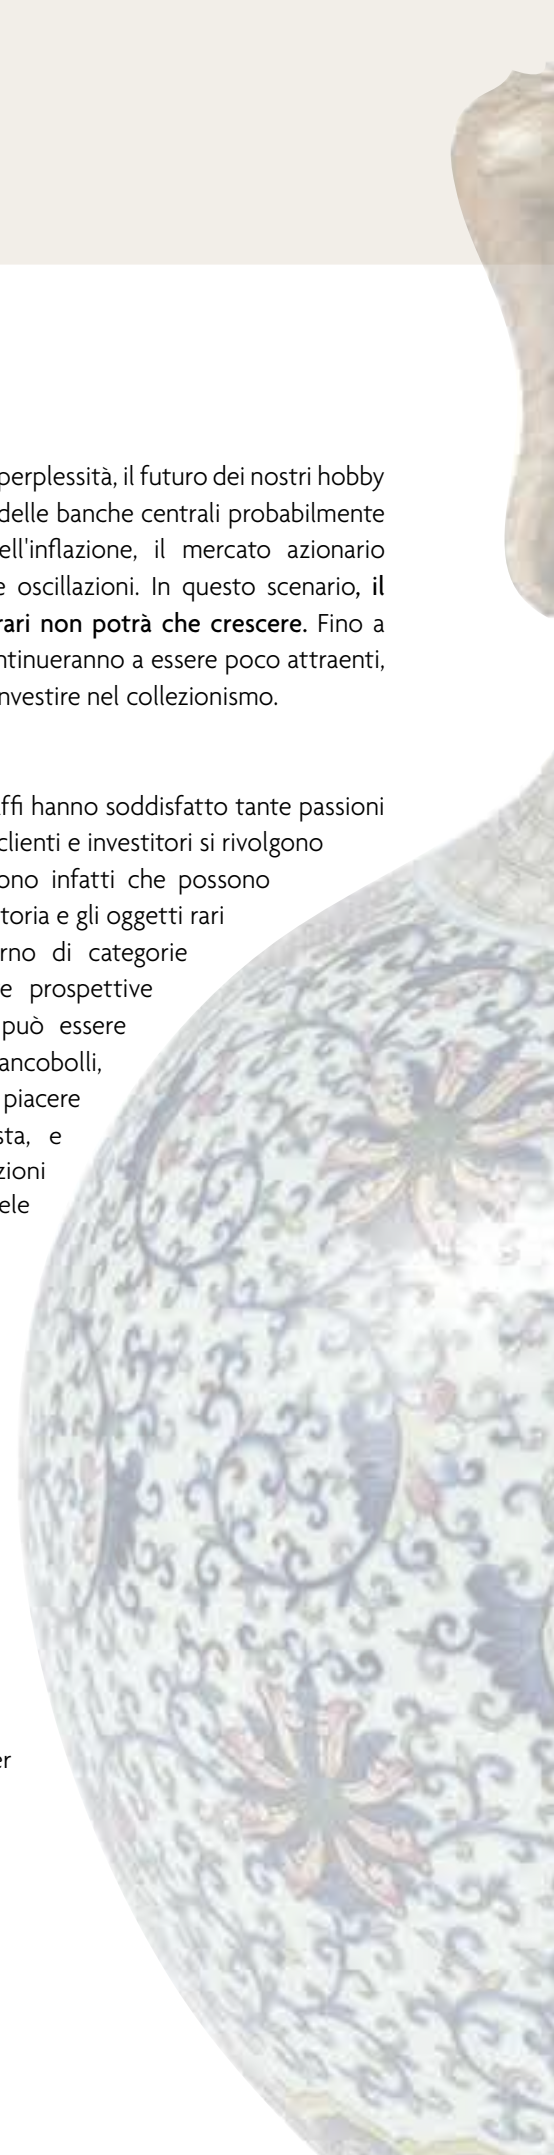 perplessità, il futuro dei nostri hobby
delle banche centrali probabilmente
ell'inflazione, il mercato azionario
e oscillazioni. In questo scenario, il
rari non potrà che crescere. Fino a
ntinueranno a essere poco attraenti,
nvestire nel collezionismo.
ffi hanno soddisfatto tante passioni
clienti e investitori si rivolgono
ono infatti che possono
toria e gli oggetti rari
rno di categorie
e prospettive
può essere
ancobolli,
piacere
sta, e
zioni
ele
er